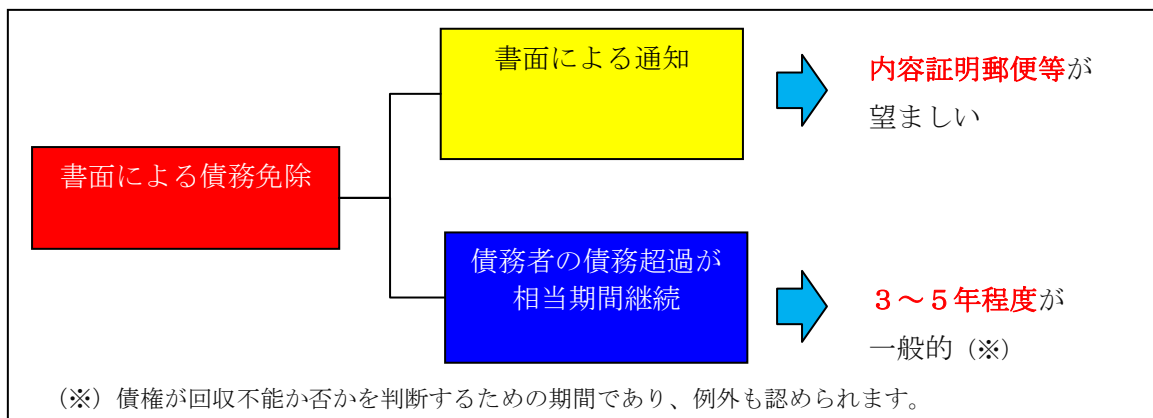 書面による通知
内容証明郵便等が
望ましい
書面による債務免除
債務者の債務超過が
相当期間継続
３～５年程度が
一般的（※）
（※）債権が回収不能か否かを判断するための期間であり、例外も認められます。